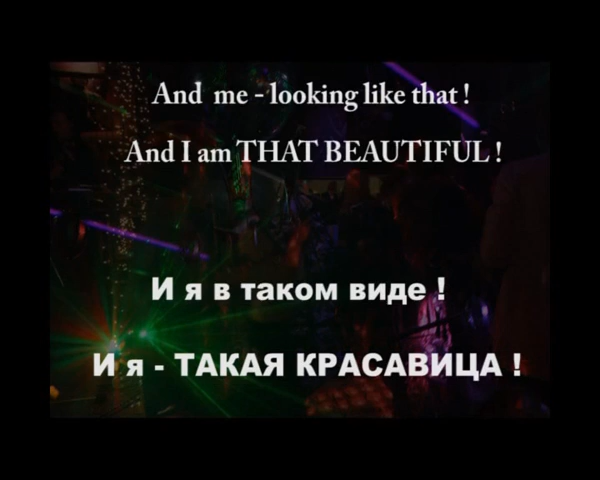 And me - looking like that !
And I am THAT BEAUTIFUL !
И я в таком виде !
И я - ТАКАЯ КРАСАВИЦА !